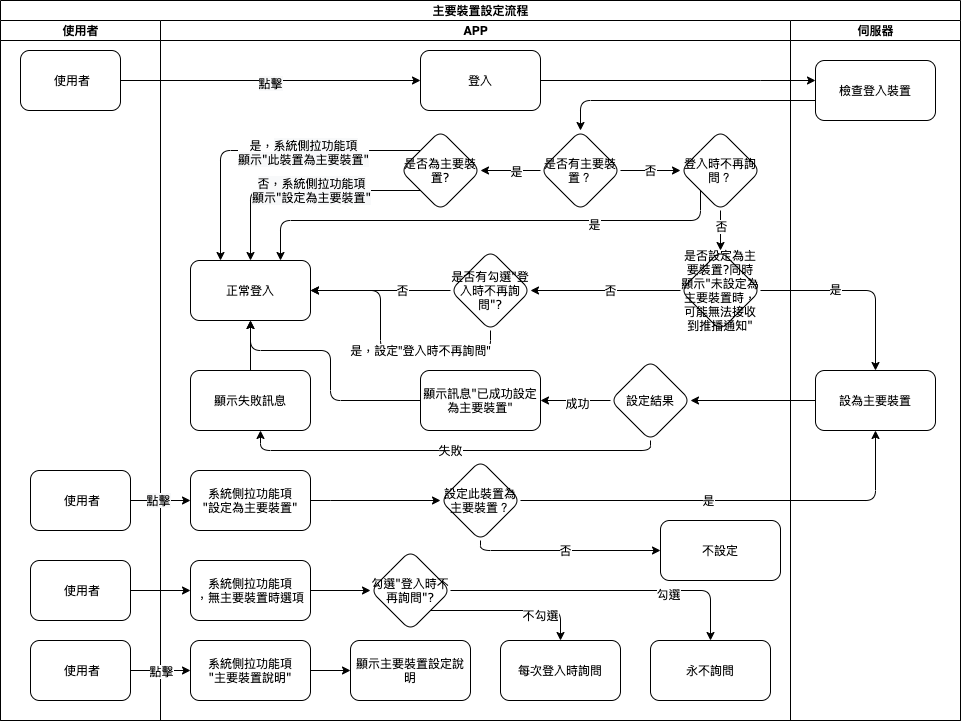 主要裝置設定流程
使用者
APP
伺服器
使用者
點擊
登入
檢查登入裝置
是，系統側拉功能項
顯示"此裝置為主要裝置"
是否為主要裝
置?
是
是否有主要裝
置？
否
登入時不再詢
問？
否，系統側拉功能項
顯示"設定為主要裝置"
是
否
正常登入
否
是否有勾選"登
入時不再詢
問"?
否
是否設定為主
要裝置?同時
顯示"未設定為
主要裝置時，
可能無法接收
到推播通知"
是
是，設定"登入時不再詢問"
顯示失敗訊息
顯示訊息"已成功設定
為主要裝置"
成功
設定結果
設為主要裝置
失敗
使用者
點擊
系統側拉功能項
"設定為主要裝置"
設定此裝置為
主要裝置？
是
否
不設定
使用者
系統側拉功能項
，無主要裝置時選項
勾選"登入時不
再詢問"?
勾選
不勾選
使用者
點擊
系統側拉功能項
"主要裝置說明"
顯示主要裝置設定說
明
每次登入時詢問
永不詢問